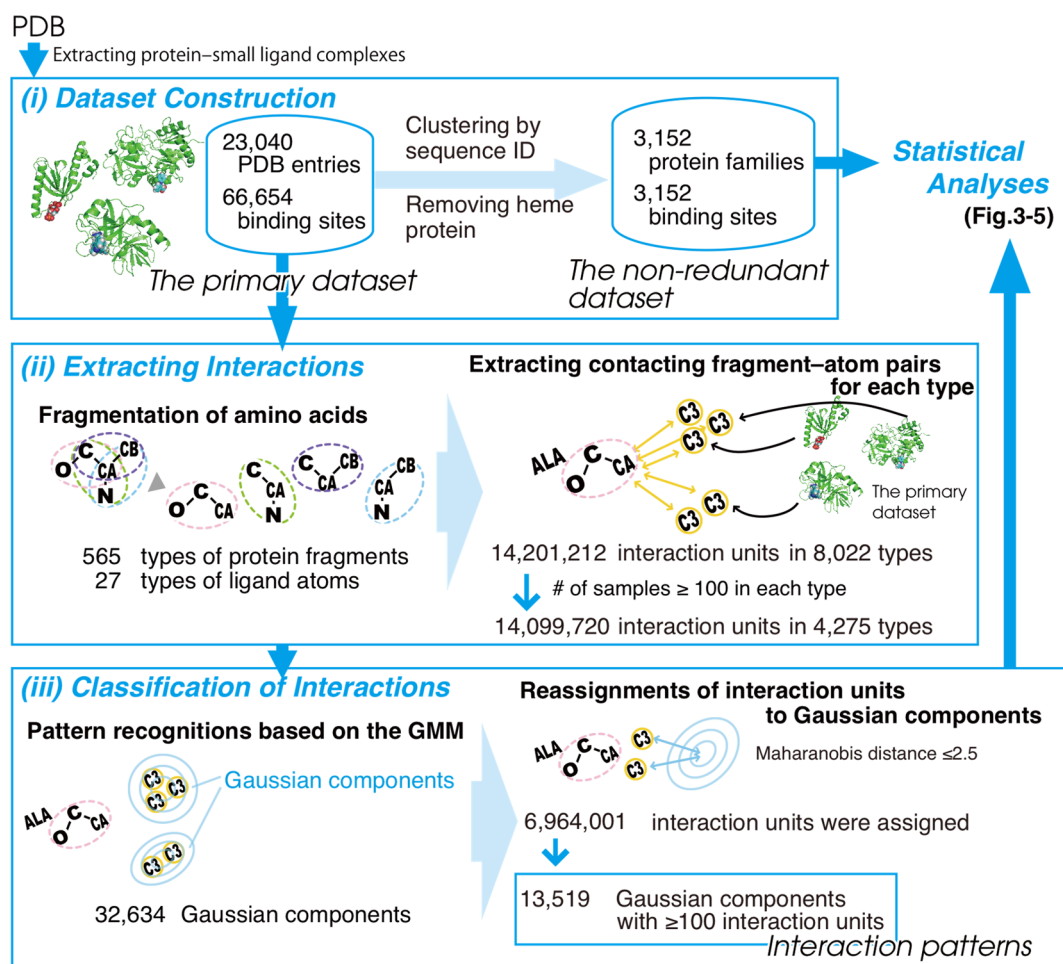 PDB
Extracting protein–small ligand complexes
(i) Dataset Construction
23,040
PDB entries
66,654
binding sites
The primary dataset
Clustering by
sequence ID
Removing heme
protein
3,152
protein families
3,152
binding sites
The non-redundant
dataset
Statistical
Analyses
(Fig.3-5)
(ii) Extracting Interactions
Fragmentation of amino acids
O C CB
CA
N
O C CA
C
CA
N
C CB
CA
CB
CA
N
565 types of protein fragments
27 types of ligand atoms
Extracting contacting fragment–atom pairs
for each type
ALA
O C CA
C3
C3
C3
C3
C3
The primary
dataset
14,201,212 interaction units in 8,022 types
# of samples ≥ 100 in each type
14,099,720 interaction units in 4,275 types
(iii) Classification of Interactions
Pattern recognitions based on the GMM
Gaussian components
C3
C3
C3
ALA
O C CA
C3 C3
32,634 Gaussian components
Reassignments of interaction units
to Gaussian components
ALA
O C CA
C3
C3
Maharanobis distance ≤2.5
6,964,001 interaction units were assigned
13,519 Gaussian components
with ≥100 interaction units
Interaction patterns